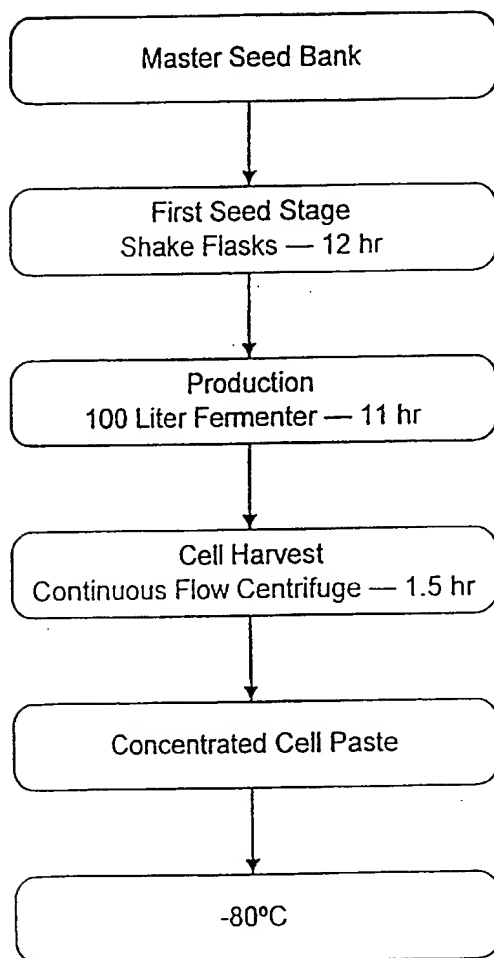 Master Seed Bank
First Seed Stage
Shake Flasks — 12 hr
Production
100 Liter Fermenter — 11 hr
Cell Harvest
Continuous Flow Centrifuge — 1.5 hr
Concentrated Cell Paste
-80ºC